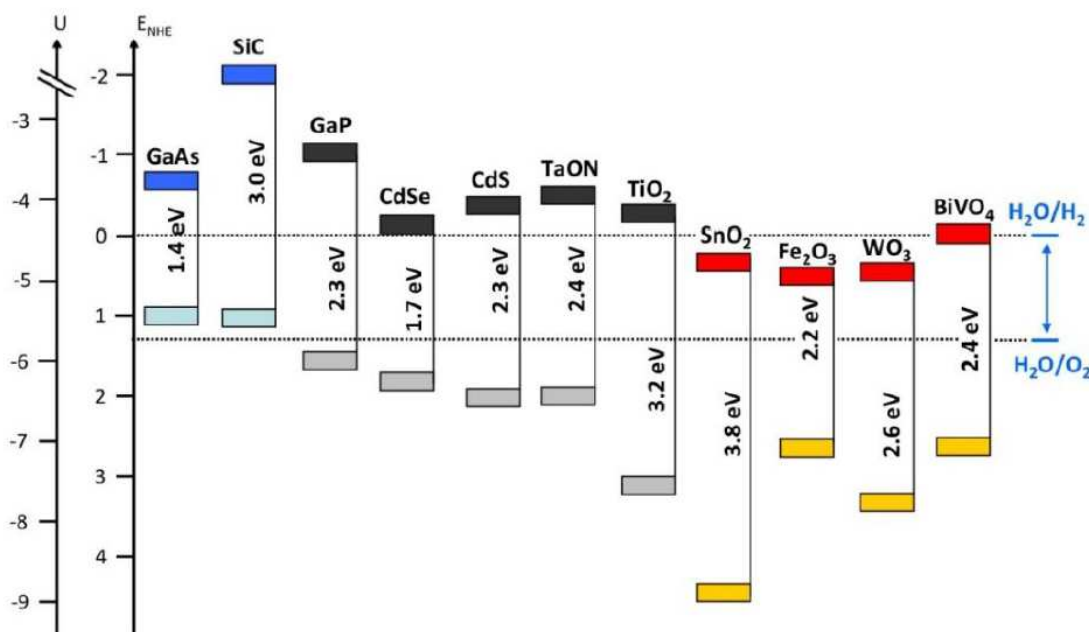 U
E_NHE
SiC
-2
-3
GaP
-1
GaAs
3.0 eV
TaON
CdS
TiO₂
CdSe
-4
BiVO₄
H₂O/H₂
0
1.4 eV
SnO₂
Fe₂O₃
WO₃
2.3 eV
1.7 eV
2.3 eV
2.4 eV
-5
1
2.2 eV
2.4 eV
-6
H₂O/O₂
2
3.2 eV
3.8 eV
2.6 eV
-7
3
-8
4
-9